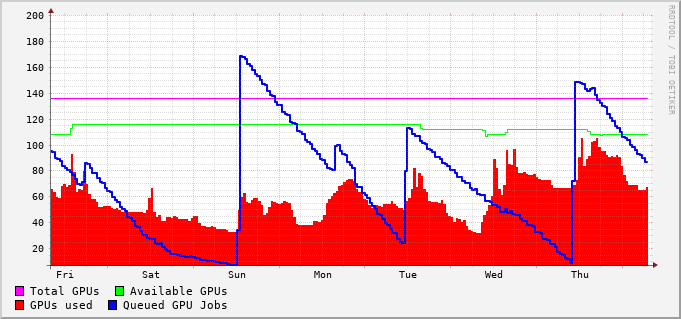 200
180
160
140
120
100
80
60
40
20
Fri Sat Sun Mon Tue Wed Thu
Total GPUs Available GPUs
GPUs used Queued GPU Jobs
RRDTOOL / TOBI OETIKER